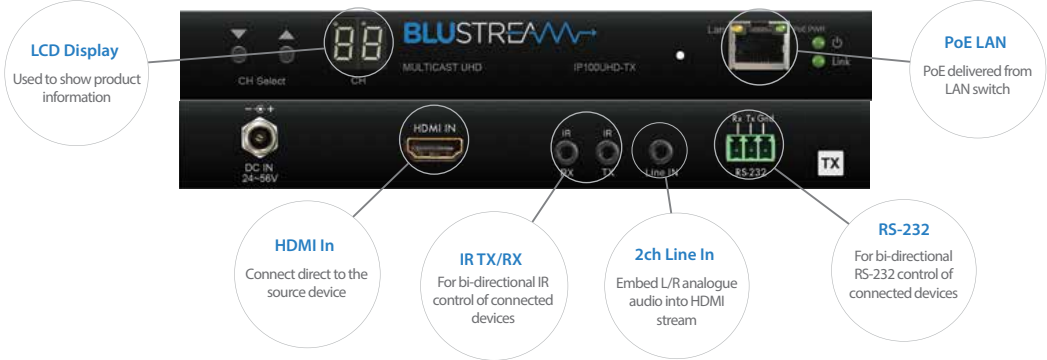 LCD Display
Used to show product
information
CH Select
88
CH
BLUSTREAM
MULTICAST UHD
IP100UHD-TX
Lan
PoE PWR
Link
PoE LAN
PoE delivered from
LAN switch
- +
DC IN
24~56V
HDMI IN
IR
RX
IR
TX
Line IN
Rx Tx Gnd
RS-232
TX
HDMI In
Connect direct to the
source device
IR TX/RX
For bi-directional IR
control of connected
devices
2ch Line In
Embed L/R analogue
audio into HDMI
stream
RS-232
For bi-directional
RS-232 control of
connected devices